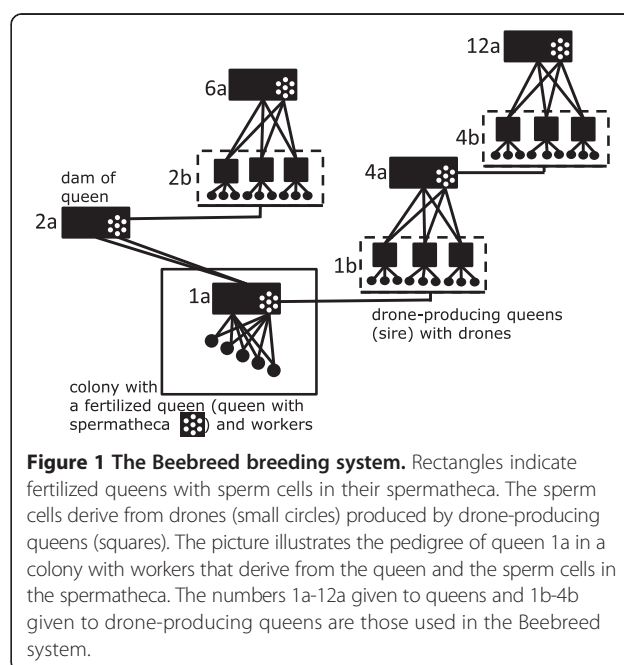 12a
6a
4b
4a
2b
dam of
queen
2a
1b
1a
drone-producing queens
(sire) with drones
colony with
a fertilized queen (queen with
spermatheca ) and workers
Figure 1 The Beebreed breeding system. Rectangles indicate
fertilized queens with sperm cells in their spermatheca. The sperm
cells derive from drones (small circles) produced by drone-producing
queens (squares). The picture illustrates the pedigree of queen 1a in a
colony with workers that derive from the queen and the sperm cells in
the spermatheca. The numbers 1a-12a given to queens and 1b-4b
given to drone-producing queens are those used in the Beebreed
system.